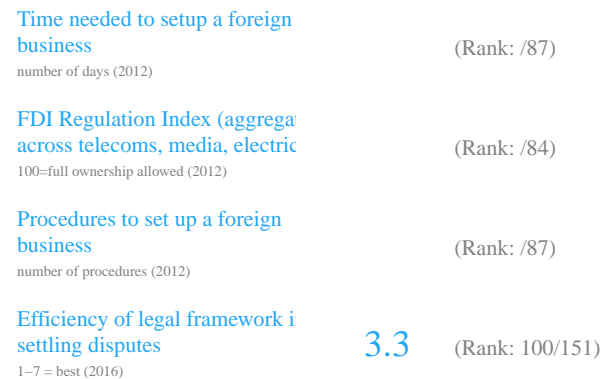 Time needed to setup a foreign
business
number of days (2012)
(Rank: /87)
FDI Regulation Index
across telecoms, media,
100=full ownership allowed (2012)
(Rank: /84)
Procedures to set up a foreign
business
number of procedures (2012)
(Rank: /87)
Efficiency of legal framework
settling disputes
1–7 = best (2016)
3.3
(Rank: 100/151)